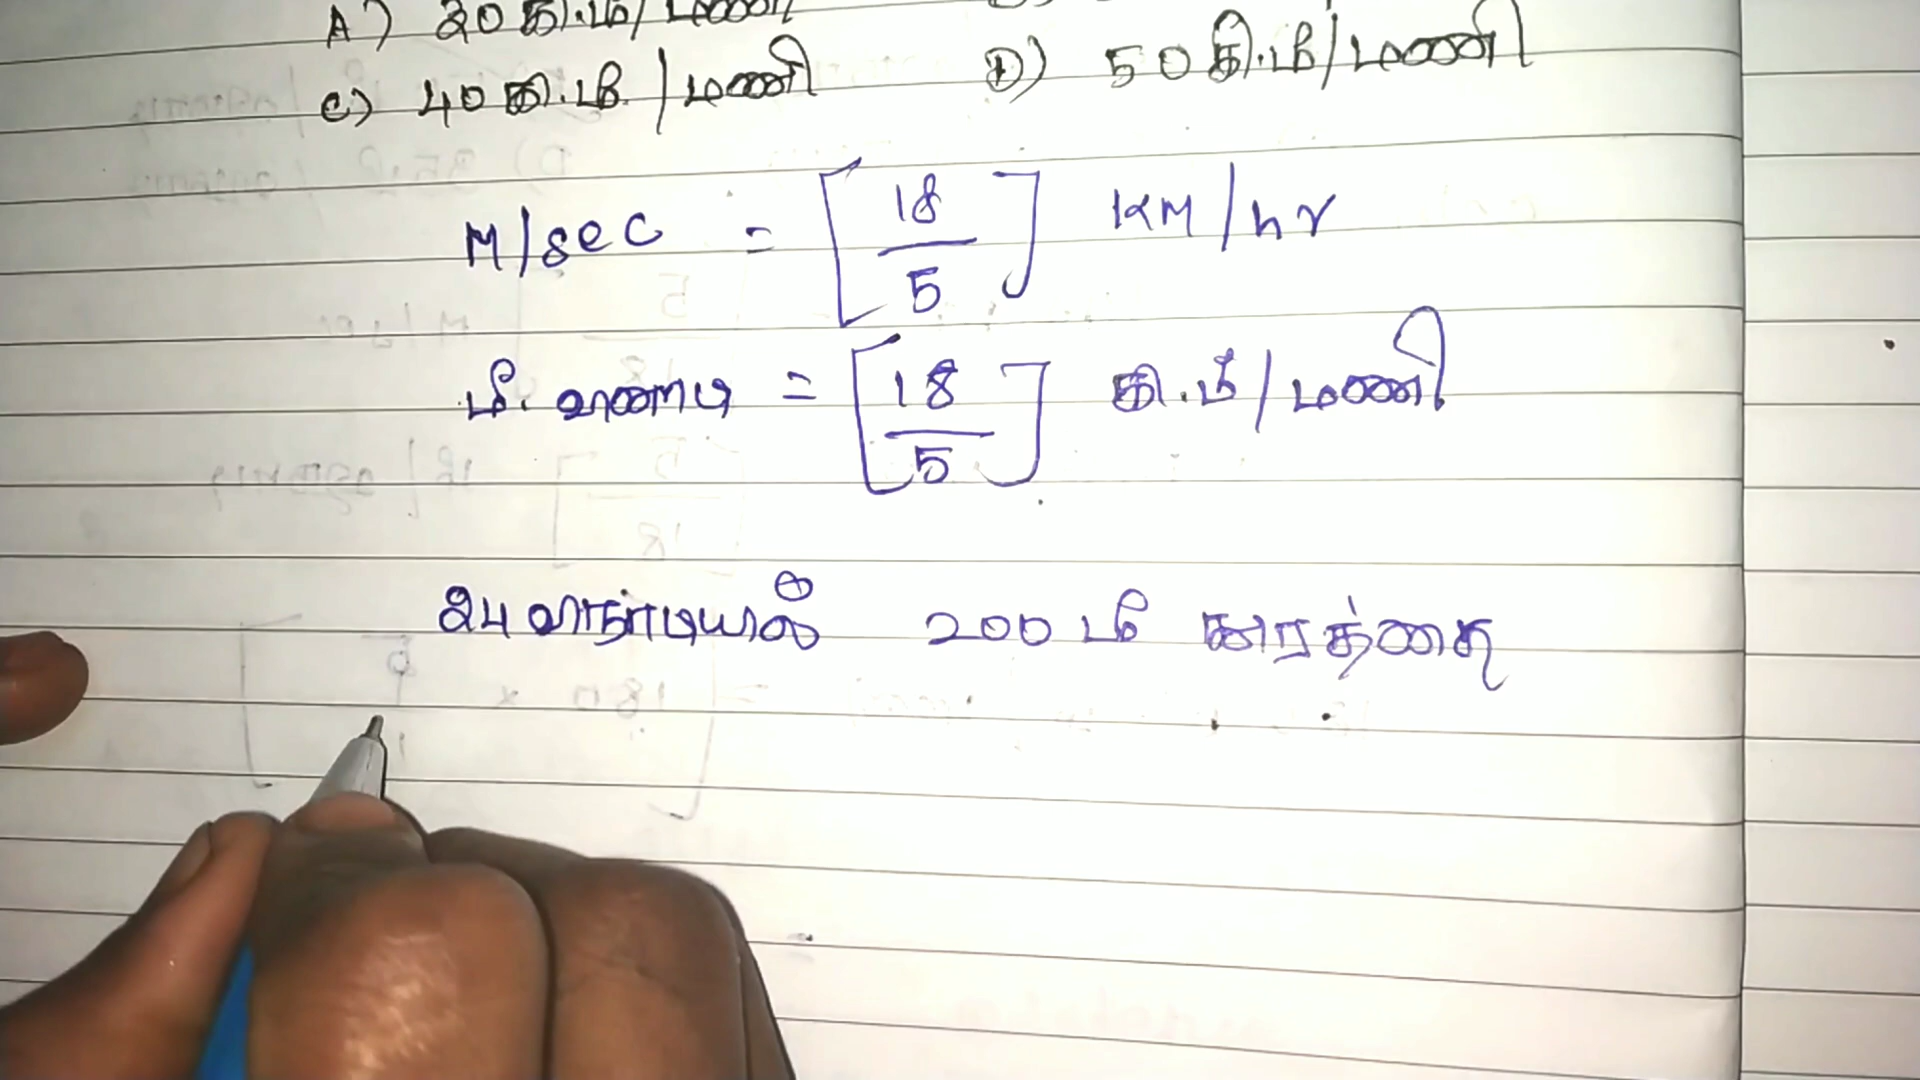 A) 20 கி.மீ/மணி
C) 40 கி.மீ /மணி D) 50 கி.மீ/மணி
M/sec = [18/5] KM/hr
மீ. வினாடி = [18/5] கி.மீ/மணி
24 வினாடியில் 200 மீ தூரத்தை